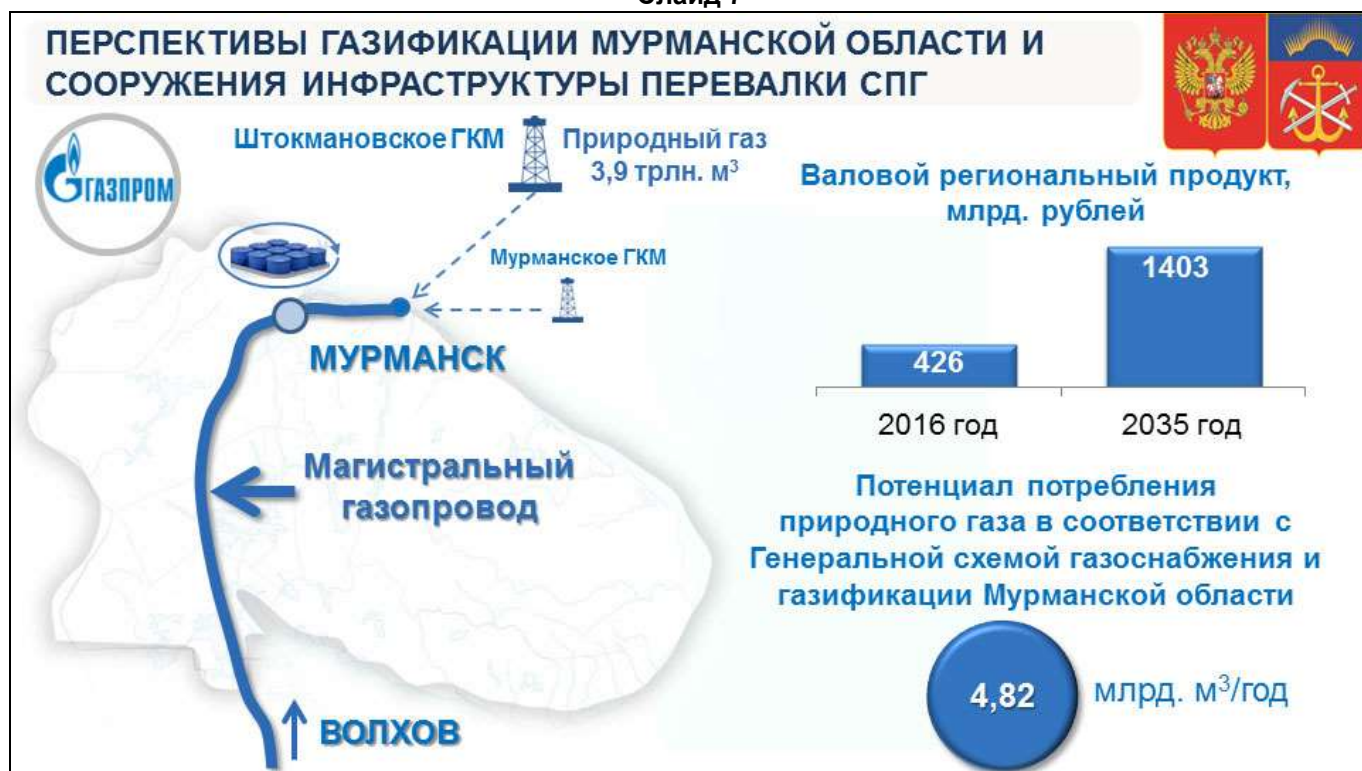 ПЕРСПЕКТИВЫ ГАЗИФИКАЦИИ МУРМАНСКОЙ ОБЛАСТИ И
СООРУЖЕНИЯ ИНФРАСТРУКТУРЫ ПЕРЕВАЛКИ СПГ
ГАЗПРОМ
Штокмановское ГКМ
Природный газ
3,9 трлн. м³
Мурманское ГКМ
МУРМАНСК
Магистральный
газопровод
ВОЛХОВ
Валовой региональный продукт,
млрд. рублей
426
1403
2016 год
2035 год
Потенциал потребления
природного газа в соответствии с
Генеральной схемой газоснабжения и
газификации Мурманской области
4,82
млрд. м³/год